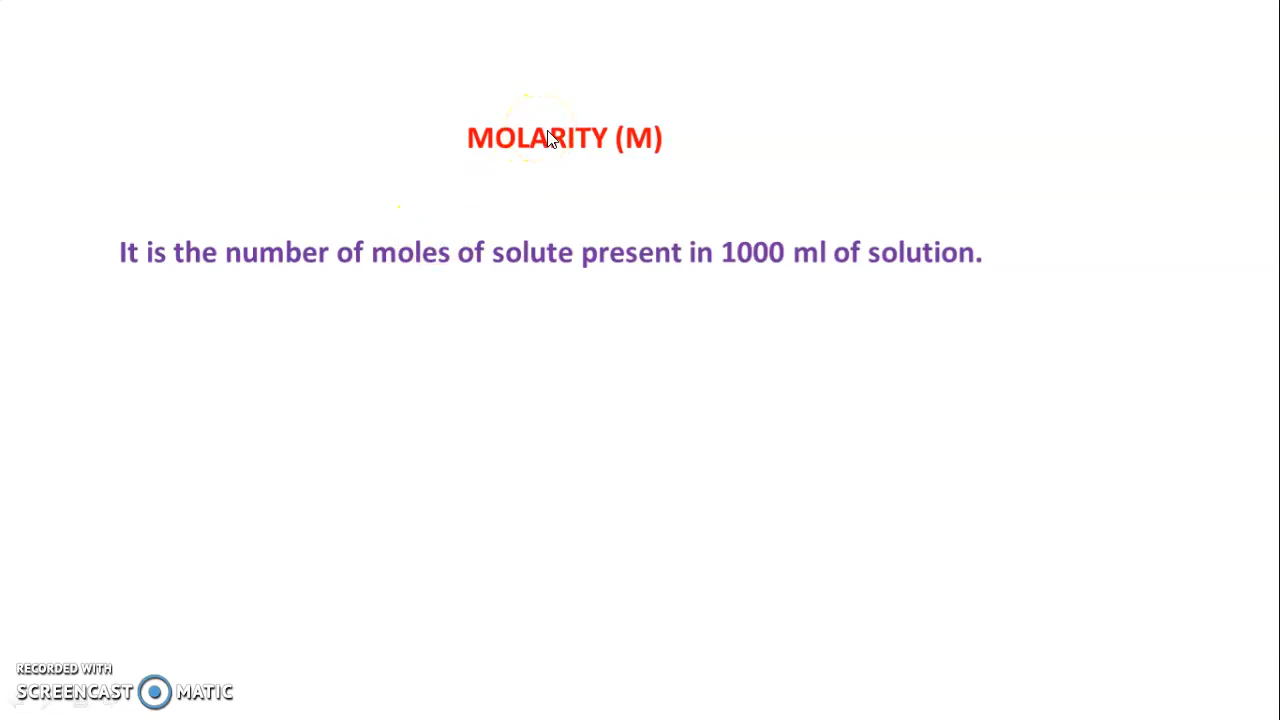 MOLARITY (M)
It is the number of moles of solute present in 1000 ml of solution.
RECORDED WITH
SCREENCAST MATIC